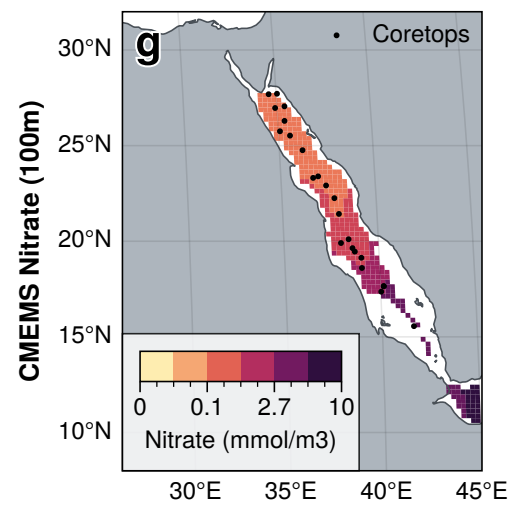 g
Coretops
30°N
25°N
20°N
15°N
10°N
CMEMS Nitrate (100m)
0 0.1 2.7 10
Nitrate (mmol/m3)
30°E 35°E 40°E 45°E